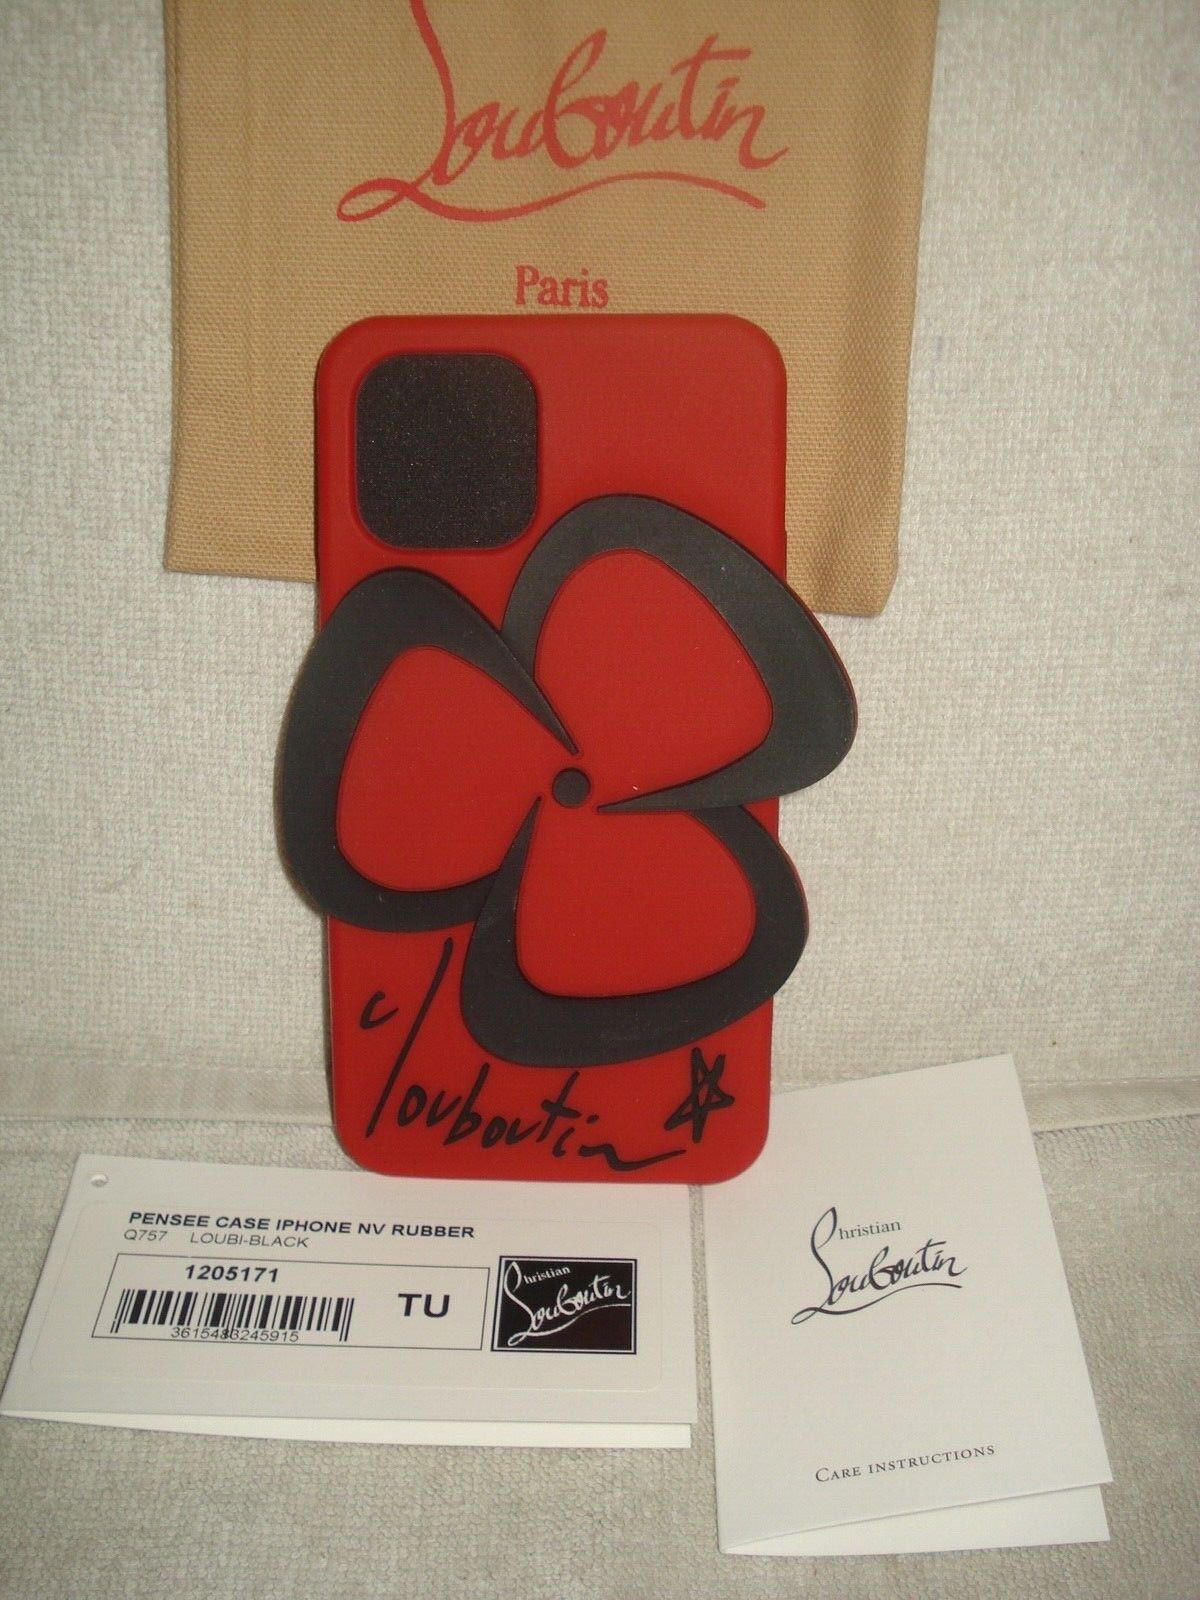 Louboutin
Paris
c/Louboutin
PENSEE CASE IPHONE NV RUBBER
Q757 LOUBI-BLACK
1205171
TU
3615483245915
Christian
Louboutin
Christian
Louboutin
CARE INSTRUCTIONS